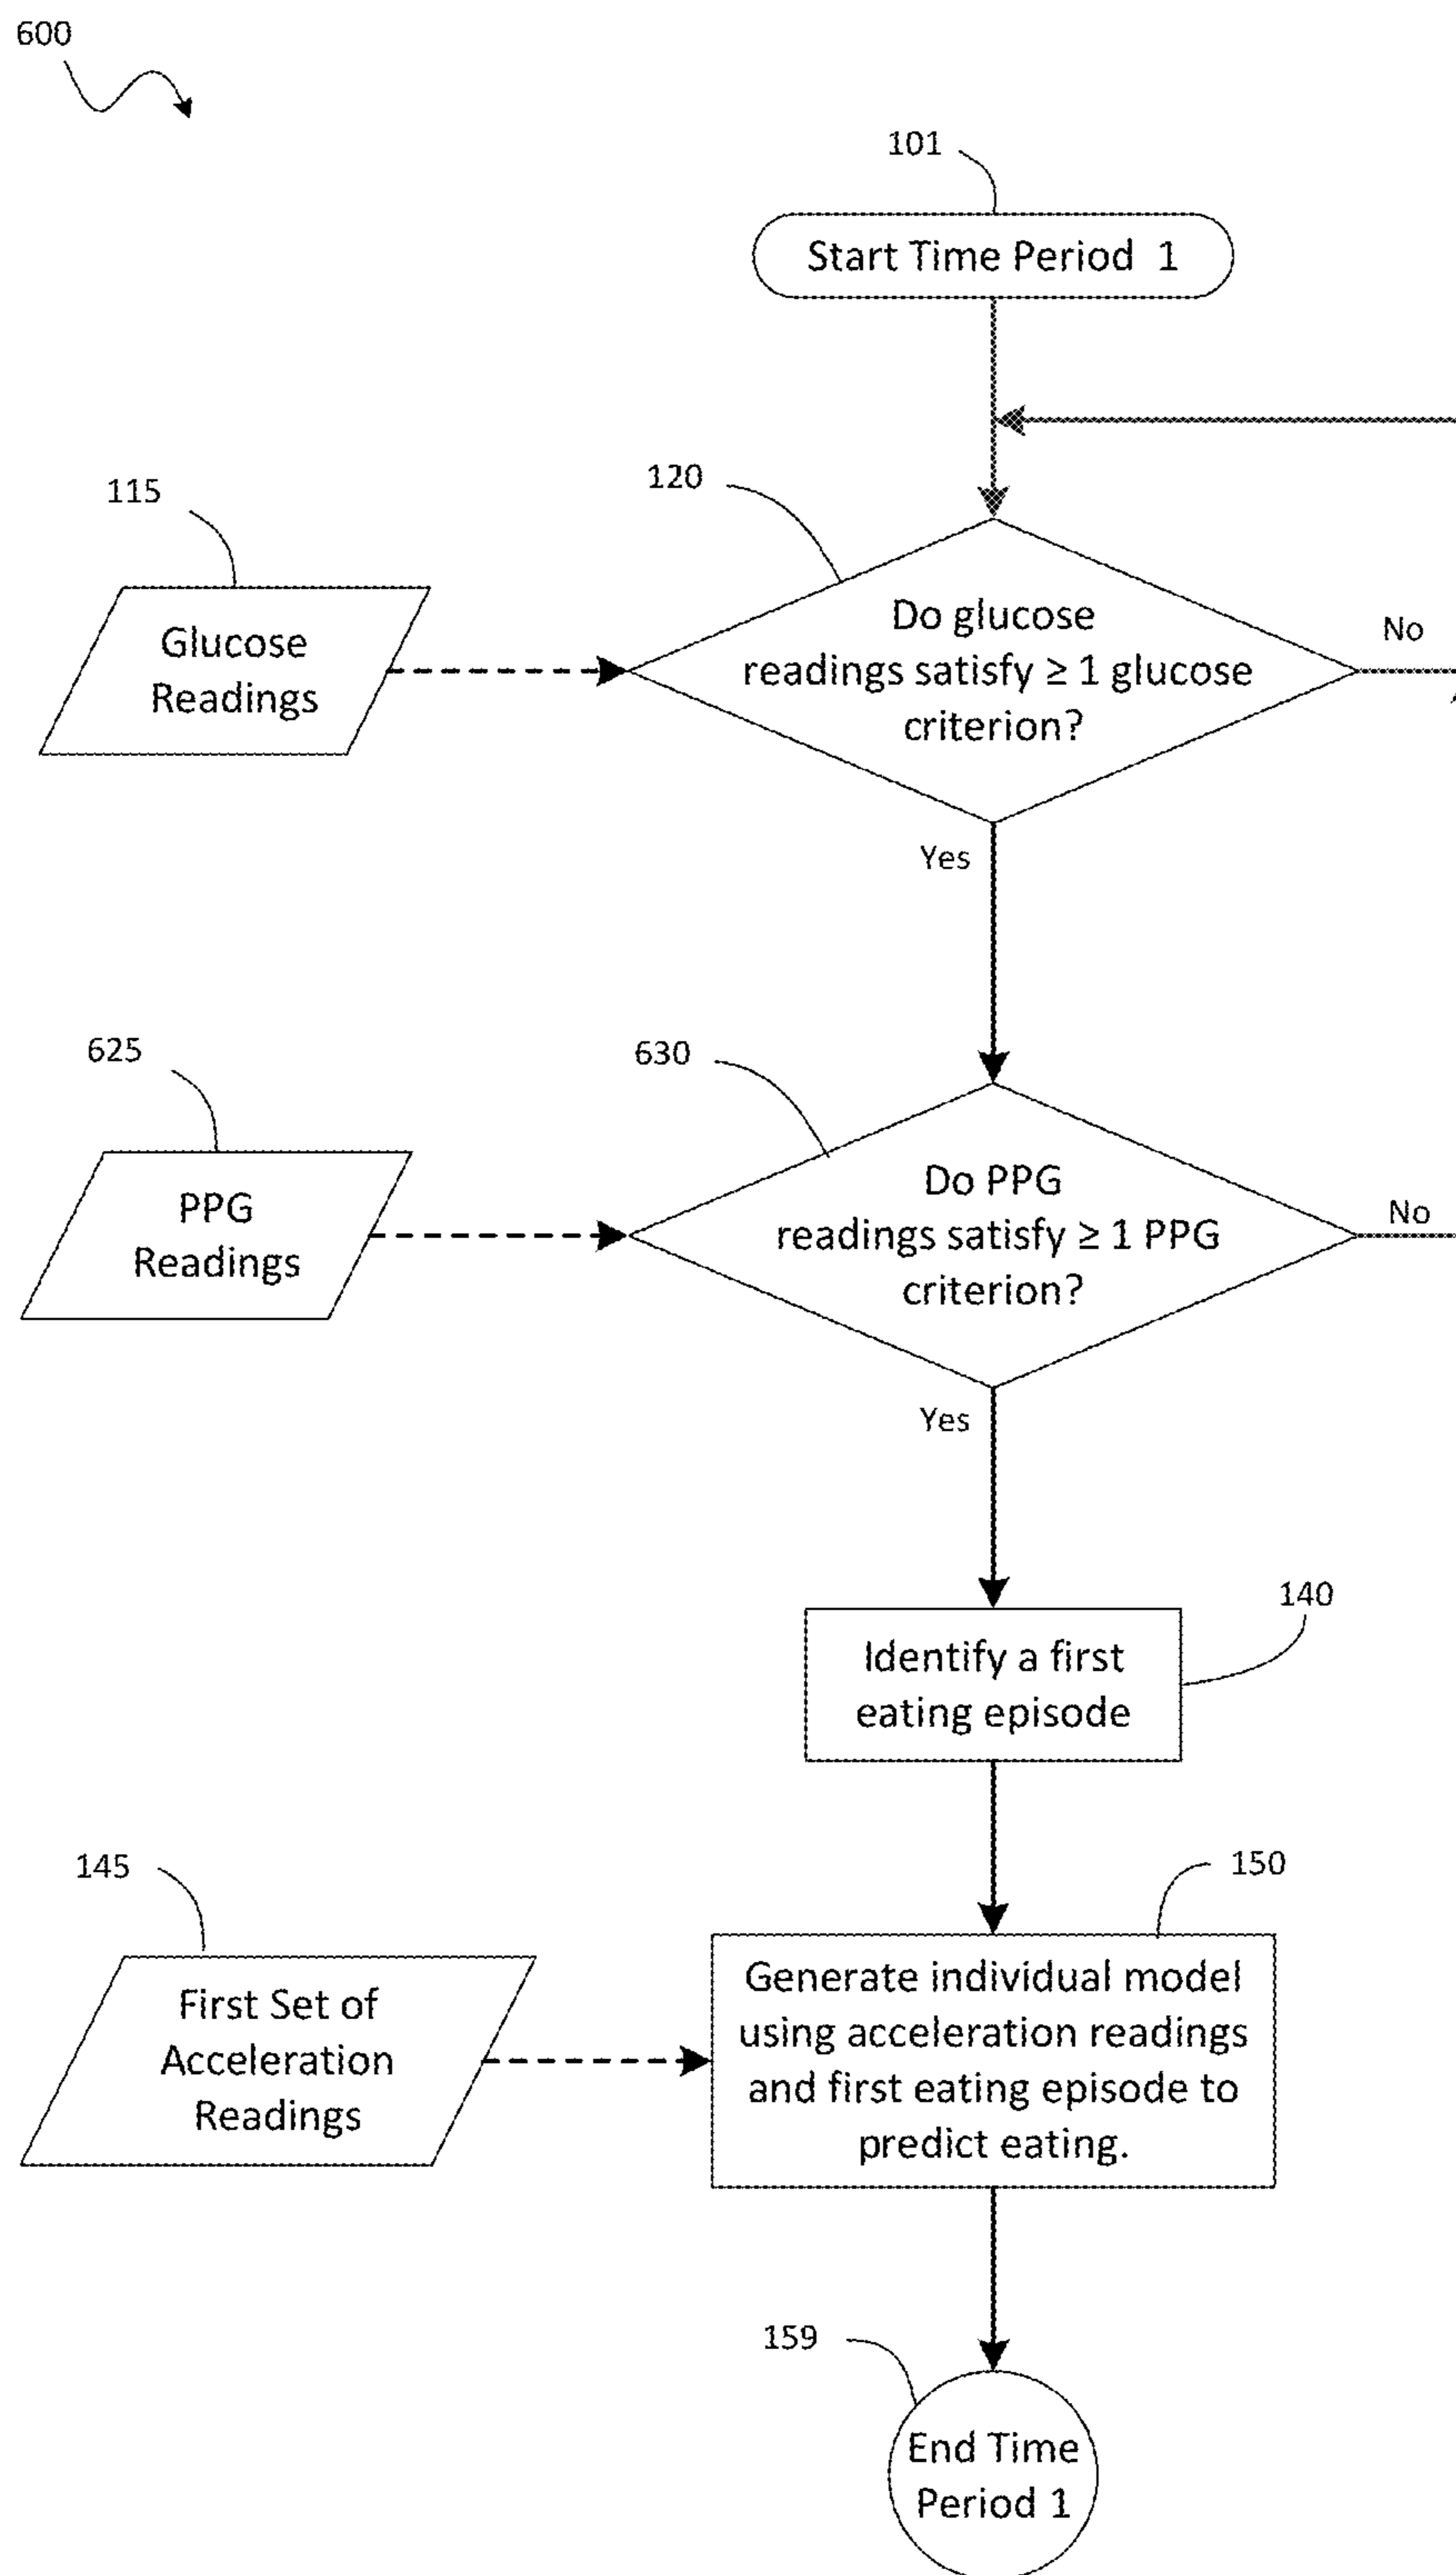 600
101
Start Time Period 1
115
120
Glucose
Readings
Do glucose
readings satisfy ≥ 1 glucose
criterion?
No
Yes
625
630
PPG
Readings
Do PPG
readings satisfy ≥ 1 PPG
criterion?
No
Yes
140
Identify a first
eating episode
145
150
First Set of
Acceleration
Readings
Generate individual model
using acceleration readings
and first eating episode to
predict eating.
159
End Time
Period 1